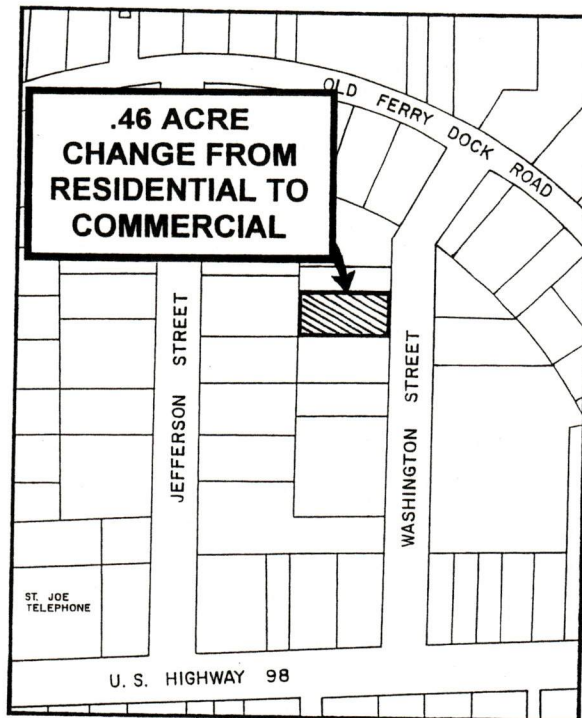 .46 ACRE
CHANGE FROM
RESIDENTIAL TO
COMMERCIAL
OLD FERRY DOCK ROAD
JEFFERSON STREET
WASHINGTON STREET
ST. JOE
TELEPHONE
U. S. HIGHWAY 98